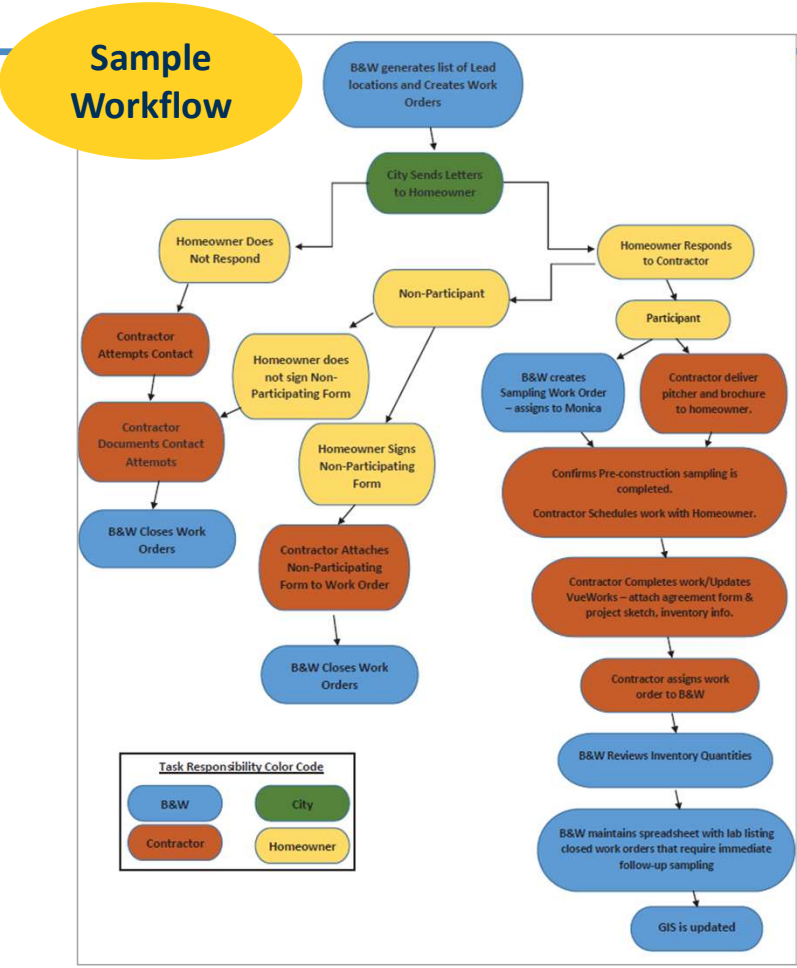 Sample
Workflow
B&W generates list of Lead
locations and Creates Work
Orders
City Sends Letters
to Homeowner
Homeowner Does
Not Respond
Homeowner Responds
to Contractor
Non-Participant
Participant
Contractor
Attempts Contact
Homeowner does
not sign Non-
Participating Form
B&W creates
Sampling Work Order
– assigns to Monica
Contractor deliver
pitcher and brochure
to homeowner.
Contractor
Documents Contact
Attempts
Homeowner Signs
Non-Participating
Form
Confirms Pre-construction sampling is
completed.
Contractor Schedules work with Homeowner.
B&W Closes Work
Orders
Contractor Attaches
Non-Participating
Form to Work Order
Contractor Completes work/Updates
VueWorks – attach agreement form &
project sketch, inventory info.
B&W Closes Work
Orders
Contractor assigns work
order to B&W
B&W Reviews Inventory Quantities
Task Responsibility Color Code
B&W
City
Contractor
Homeowner
B&W maintains spreadsheet with lab listing
closed work orders that require immediate
follow-up sampling
GIS is updated